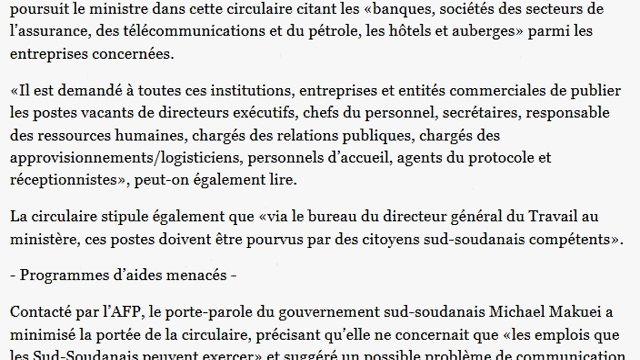 poursuit le ministre dans cette circulaire citant les «banques, sociétés des secteurs de
l’assurance, des télécommunications et du pétrole, les hôtels et auberges» parmi les
entreprises concernées.
«Il est demandé à toutes ces institutions, entreprises et entités commerciales de publier
les postes vacants de directeurs exécutifs, chefs du personnel, secrétaires, responsable
des ressources humaines, chargés des relations publiques, chargés des
approvisionnements/logisticiens, personnels d’accueil, agents du protocole et
réceptionnistes», peut-on également lire.
La circulaire stipule également que «via le bureau du directeur général du Travail au
ministère, ces postes doivent être pourvus par des citoyens sud-soudanais compétents».
- Programmes d’aides menacés -
Contacté par l’AFP, le porte-parole du gouvernement sud-soudanais Michael Makuei a
minimisé la portée de la circulaire, précisant qu’elle ne concernait que «les emplois que
les Sud-Soudanais peuvent exercer» et suggéré un possible problème de communication